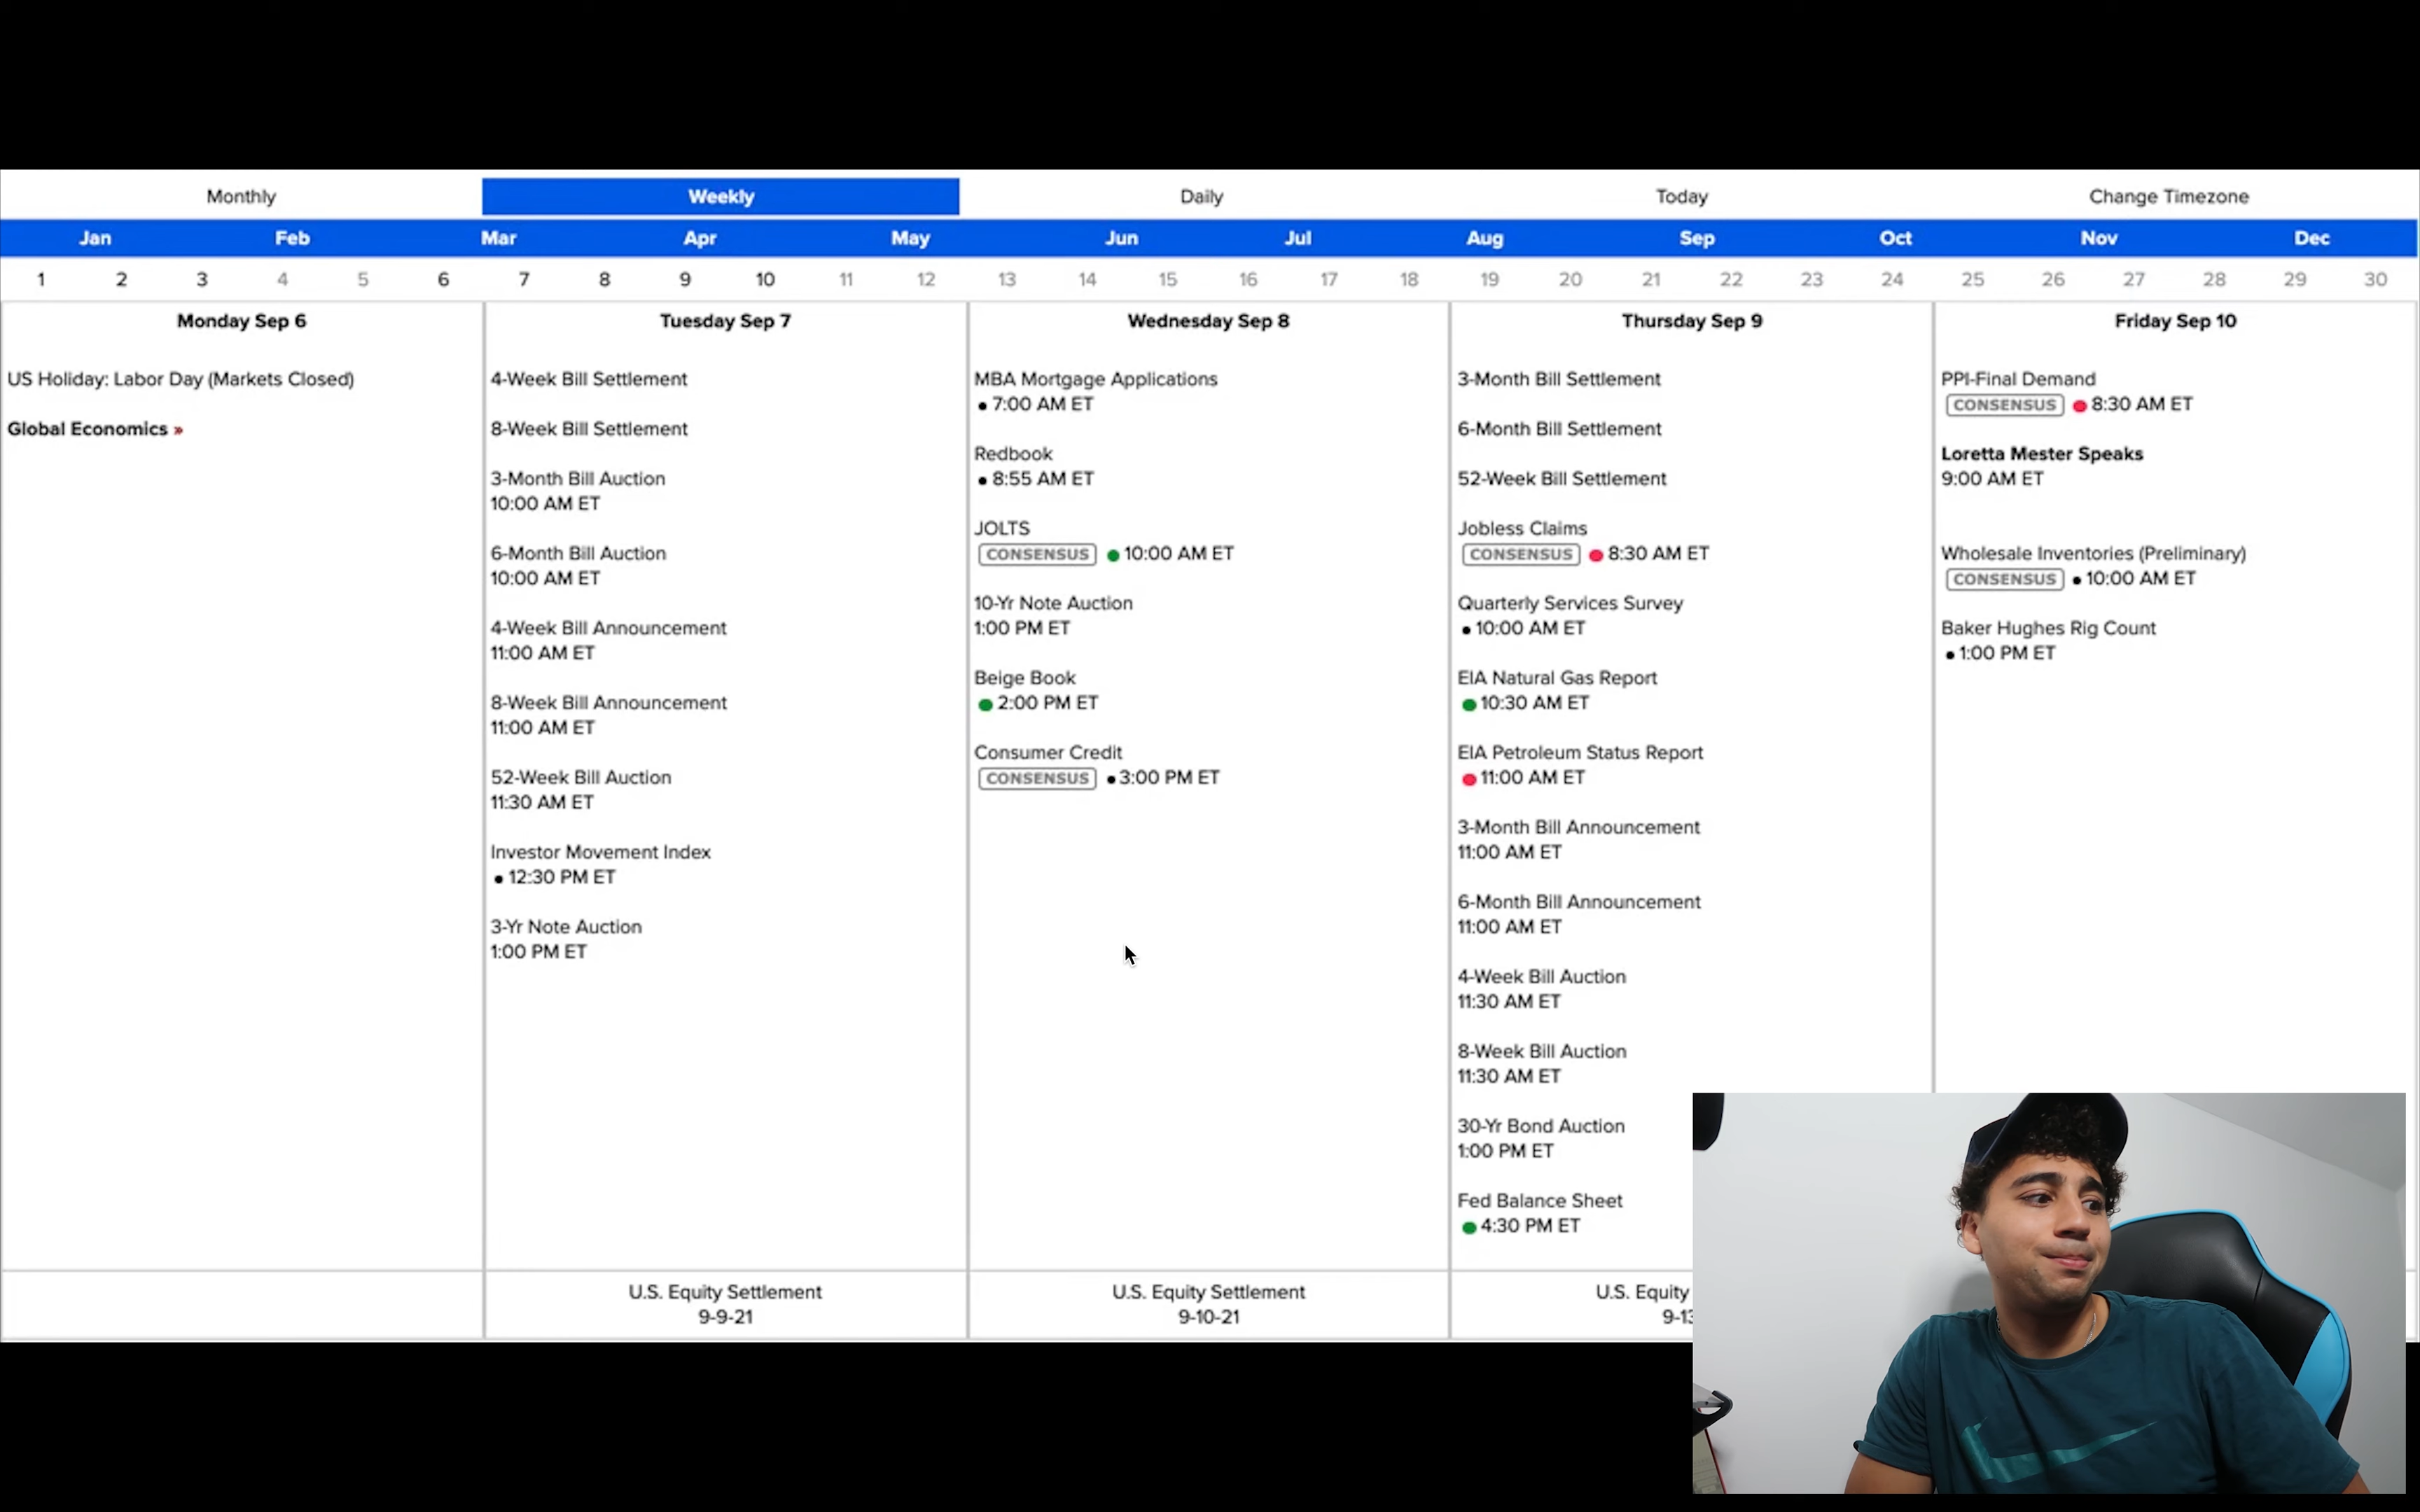 Monthly Weekly Daily Today Change Timezone
Jan Feb Mar Apr May Jun Jul Aug Sep Oct Nov Dec
1 2 3 4 5 6 7 8 9 10 11 12 13 14 15 16 17 18 19 20 21 22 23 24 25 26 27 28 29 30
Monday Sep 6
US Holiday: Labor Day (Markets Closed)
Global Economics »
Tuesday Sep 7
4-Week Bill Settlement
8-Week Bill Settlement
3-Month Bill Auction
10:00 AM ET
6-Month Bill Auction
10:00 AM ET
4-Week Bill Announcement
11:00 AM ET
8-Week Bill Announcement
11:00 AM ET
52-Week Bill Auction
11:30 AM ET
Investor Movement Index
12:30 PM ET
3-Yr Note Auction
1:00 PM ET
U.S. Equity Settlement
9-9-21
Wednesday Sep 8
MBA Mortgage Applications
7:00 AM ET
Redbook
8:55 AM ET
JOLTS
CONSENSUS 10:00 AM ET
10-Yr Note Auction
1:00 PM ET
Beige Book
2:00 PM ET
Consumer Credit
CONSENSUS 3:00 PM ET
U.S. Equity Settlement
9-10-21
Thursday Sep 9
3-Month Bill Settlement
6-Month Bill Settlement
52-Week Bill Settlement
Jobless Claims
CONSENSUS 8:30 AM ET
Quarterly Services Survey
10:00 AM ET
EIA Natural Gas Report
10:30 AM ET
EIA Petroleum Status Report
11:00 AM ET
3-Month Bill Announcement
11:00 AM ET
6-Month Bill Announcement
11:00 AM ET
4-Week Bill Auction
11:30 AM ET
8-Week Bill Auction
11:30 AM ET
30-Yr Bond Auction
1:00 PM ET
Fed Balance Sheet
4:30 PM ET
U.S. Equity
Friday Sep 10
PPI-Final Demand
CONSENSUS 8:30 AM ET
Loretta Mester Speaks
9:00 AM ET
Wholesale Inventories (Preliminary)
CONSENSUS 10:00 AM ET
Baker Hughes Rig Count
1:00 PM ET